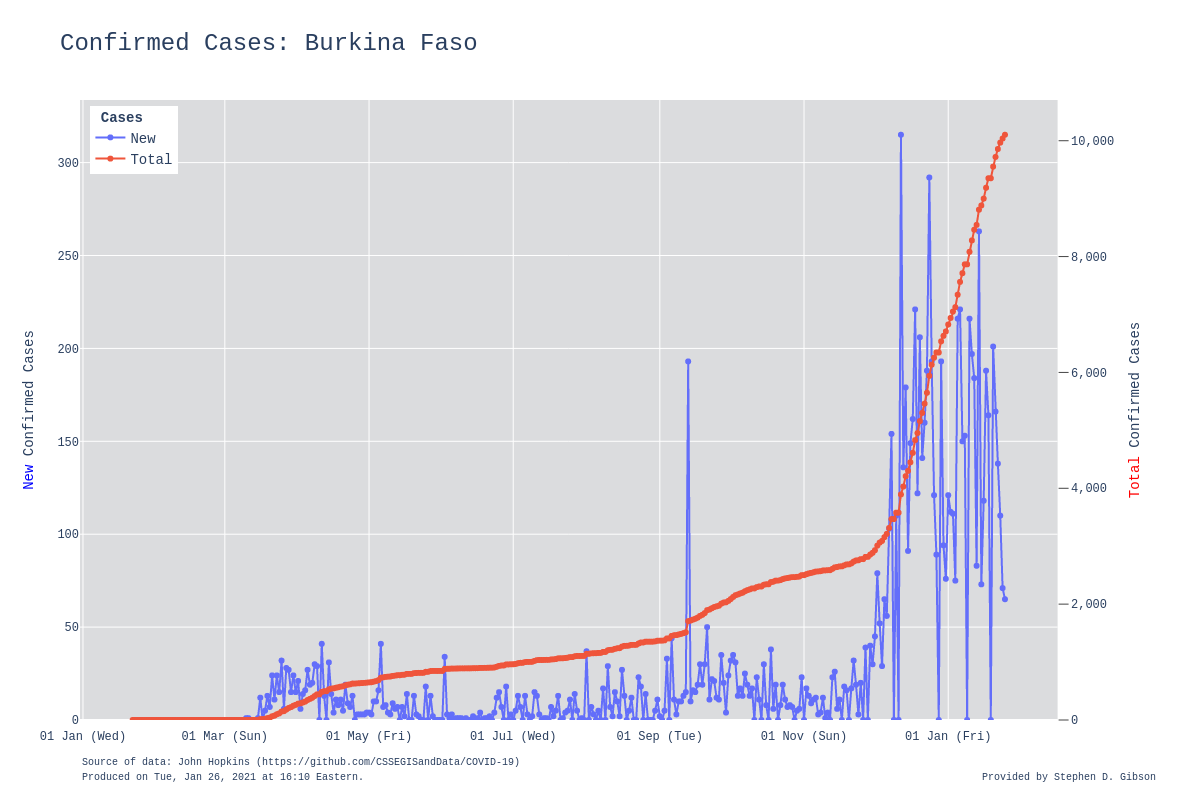 Confirmed Cases: Burkina Faso
Cases
New
Total
300
250
200
150
100
50
0
10,000
8,000
6,000
4,000
2,000
0
New Confirmed Cases
Total Confirmed Cases
01 Jan (Wed) 01 Mar (Sun) 01 May (Fri) 01 Jul (Wed) 01 Sep (Tue) 01 Nov (Sun) 01 Jan (Fri)
Source of data: John Hopkins (https://github.com/CSSEGISandData/COVID-19)
Produced on Tue, Jan 26, 2021 at 16:10 Eastern.
Provided by Stephen D. Gibson